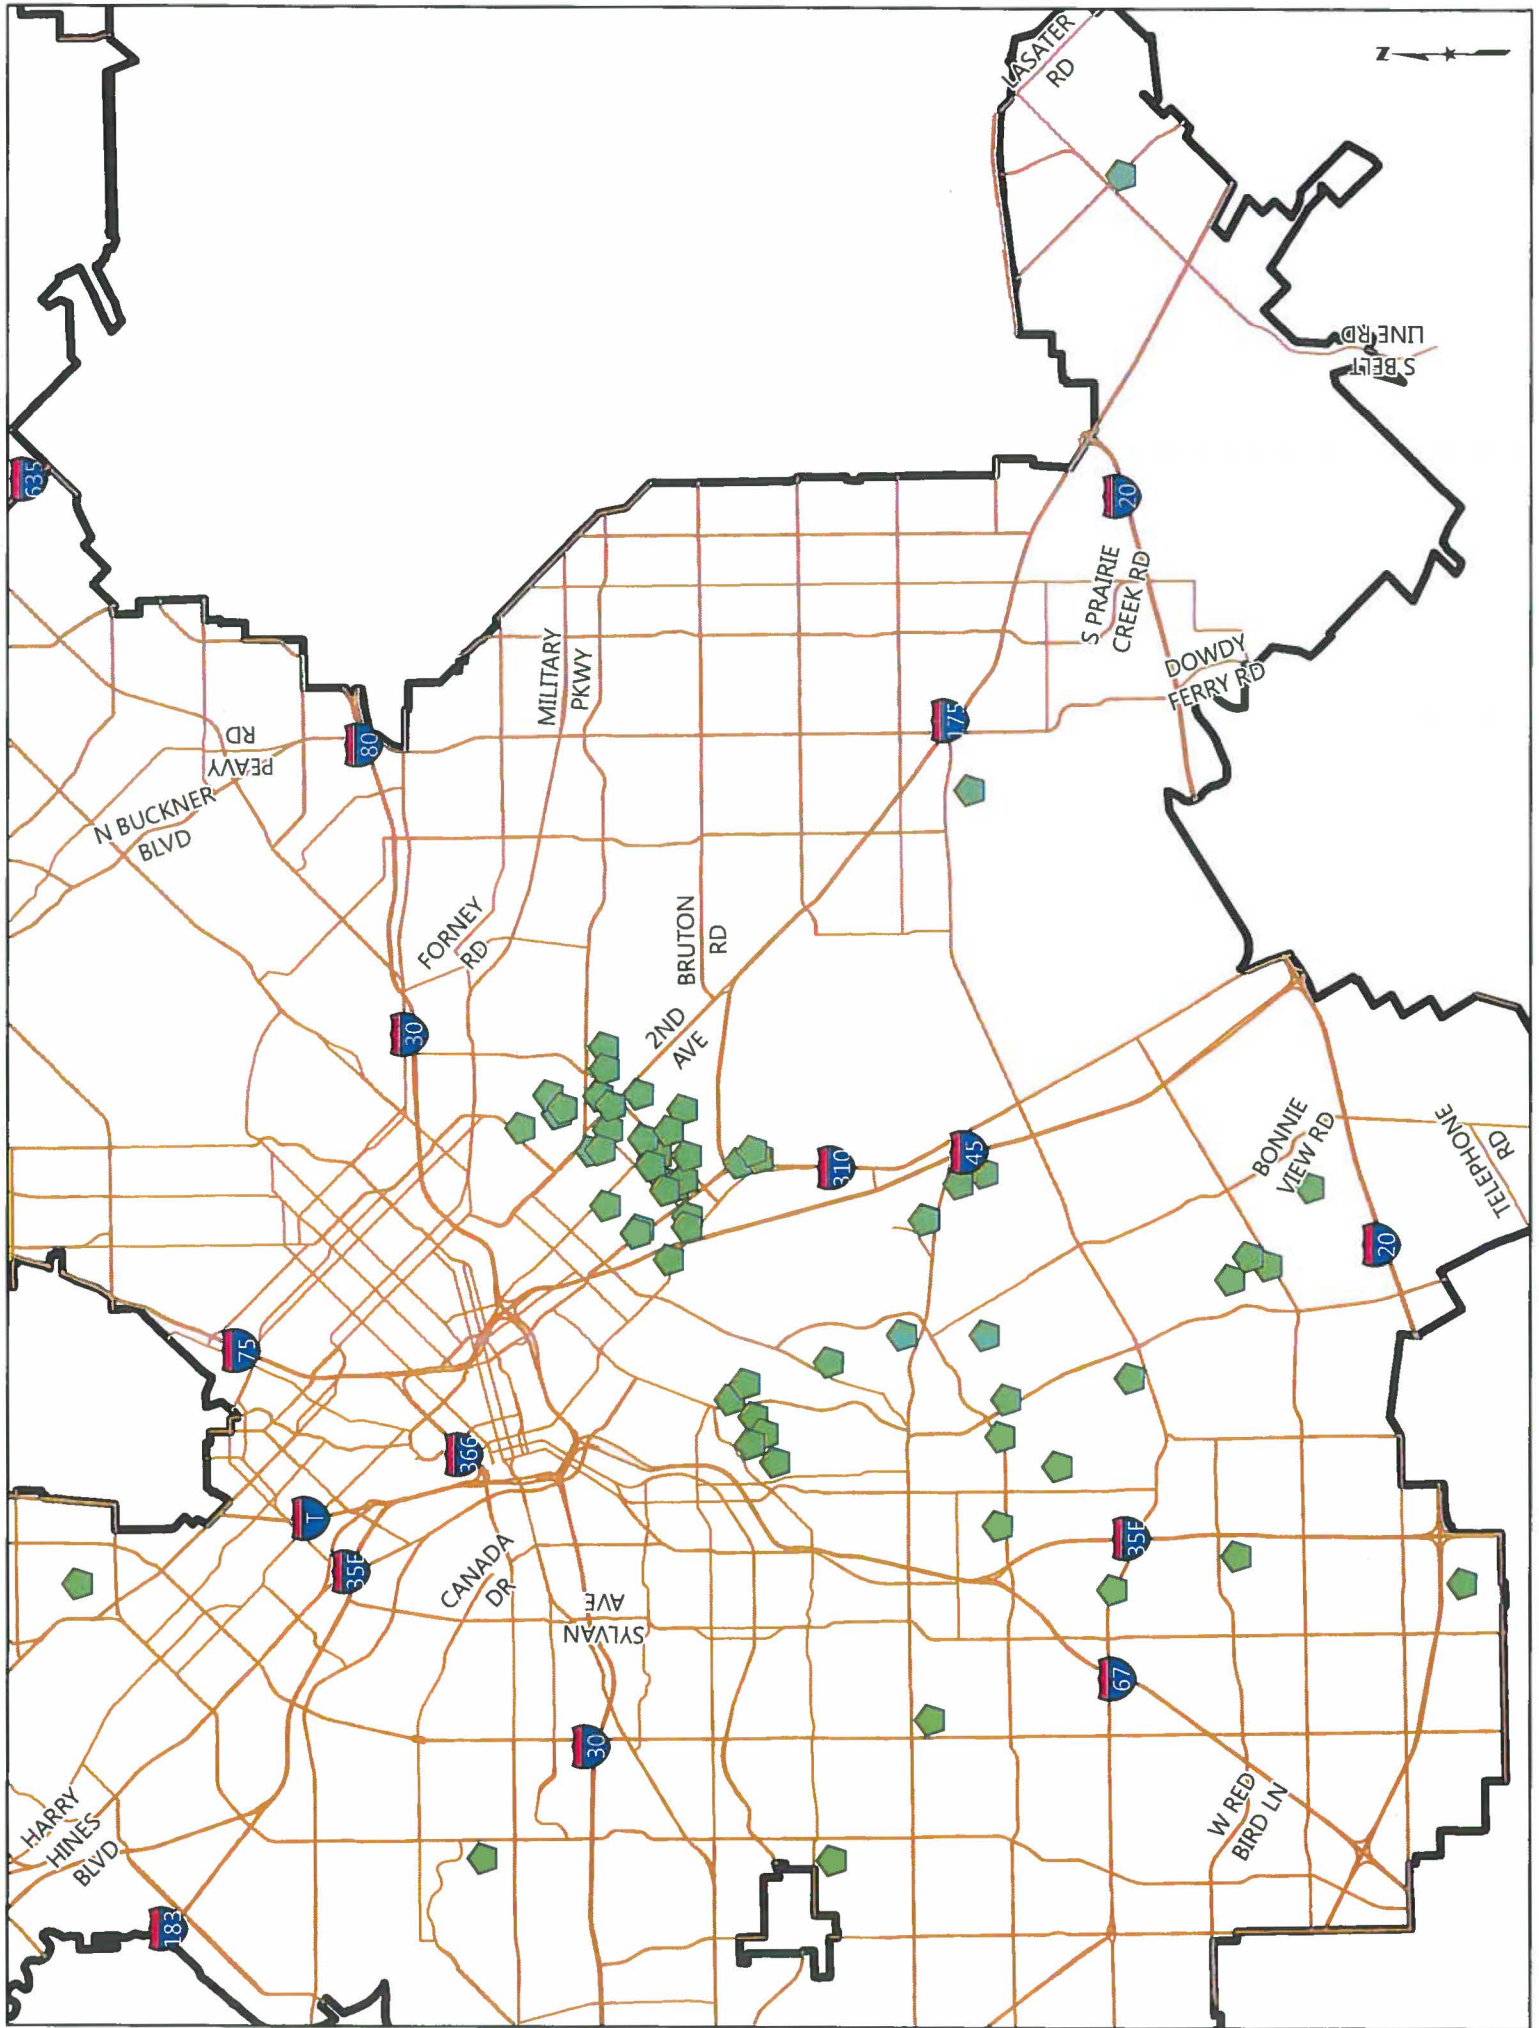 LASATER
RD
N
S BELT
LINE RD
635
20
S PRAIRIE
CREEK RD
DOWDY
FERRY RD
MILITARY
PKWY
175
PEAVY
RD
80
N BUCKNER
BLVD
FORNEY
RD
BRUTON
RD
2ND
AVE
30
310
45
BONNIE
VIEW RD
TELEPHONE
RD
20
75
366
T
35E
CANADA
DR
SYLVAN
AVE
35E
67
30
HARRY
HINES
BLVD
W RED
BIRD LN
183